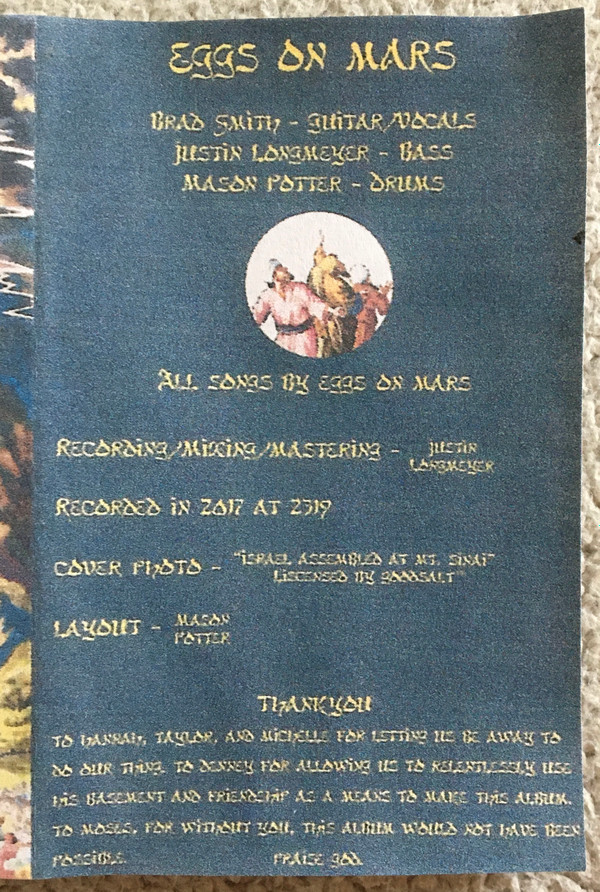 EGGS ON MARS
BRAD SMITH - GUITAR/VOCALS
JUSTIN LONGMEYER - BASS
MASON POTTER - DRUMS
ALL SONGS BY EGGS ON MARS
RECORDING/MIXING/MASTERING - JUSTIN
LONGMEYER
RECORDED IN 2017 AT 2319
COVER PHOTO - "ISRAEL ASSEMBLED AT MT. SINAI"
LISCENSED BY GOODSALT"
LAYOUT - MASON
POTTER
THANKYOU
TO HANNAH, TAYLOR, AND MICHELLE FOR LETTING US BE AWAY TO
DO OUR THING. TO DENNEY FOR ALLOWING US TO RELENTLESSLY USE
HIS BASEMENT AND FRIENDSHIP AS A MEANS TO MAKE THIS ALBUM.
TO MOSES, FOR WITHOUT YOU, THIS ALBUM WOULD NOT HAVE BEEN
POSSIBLE. PRAISE GOD.